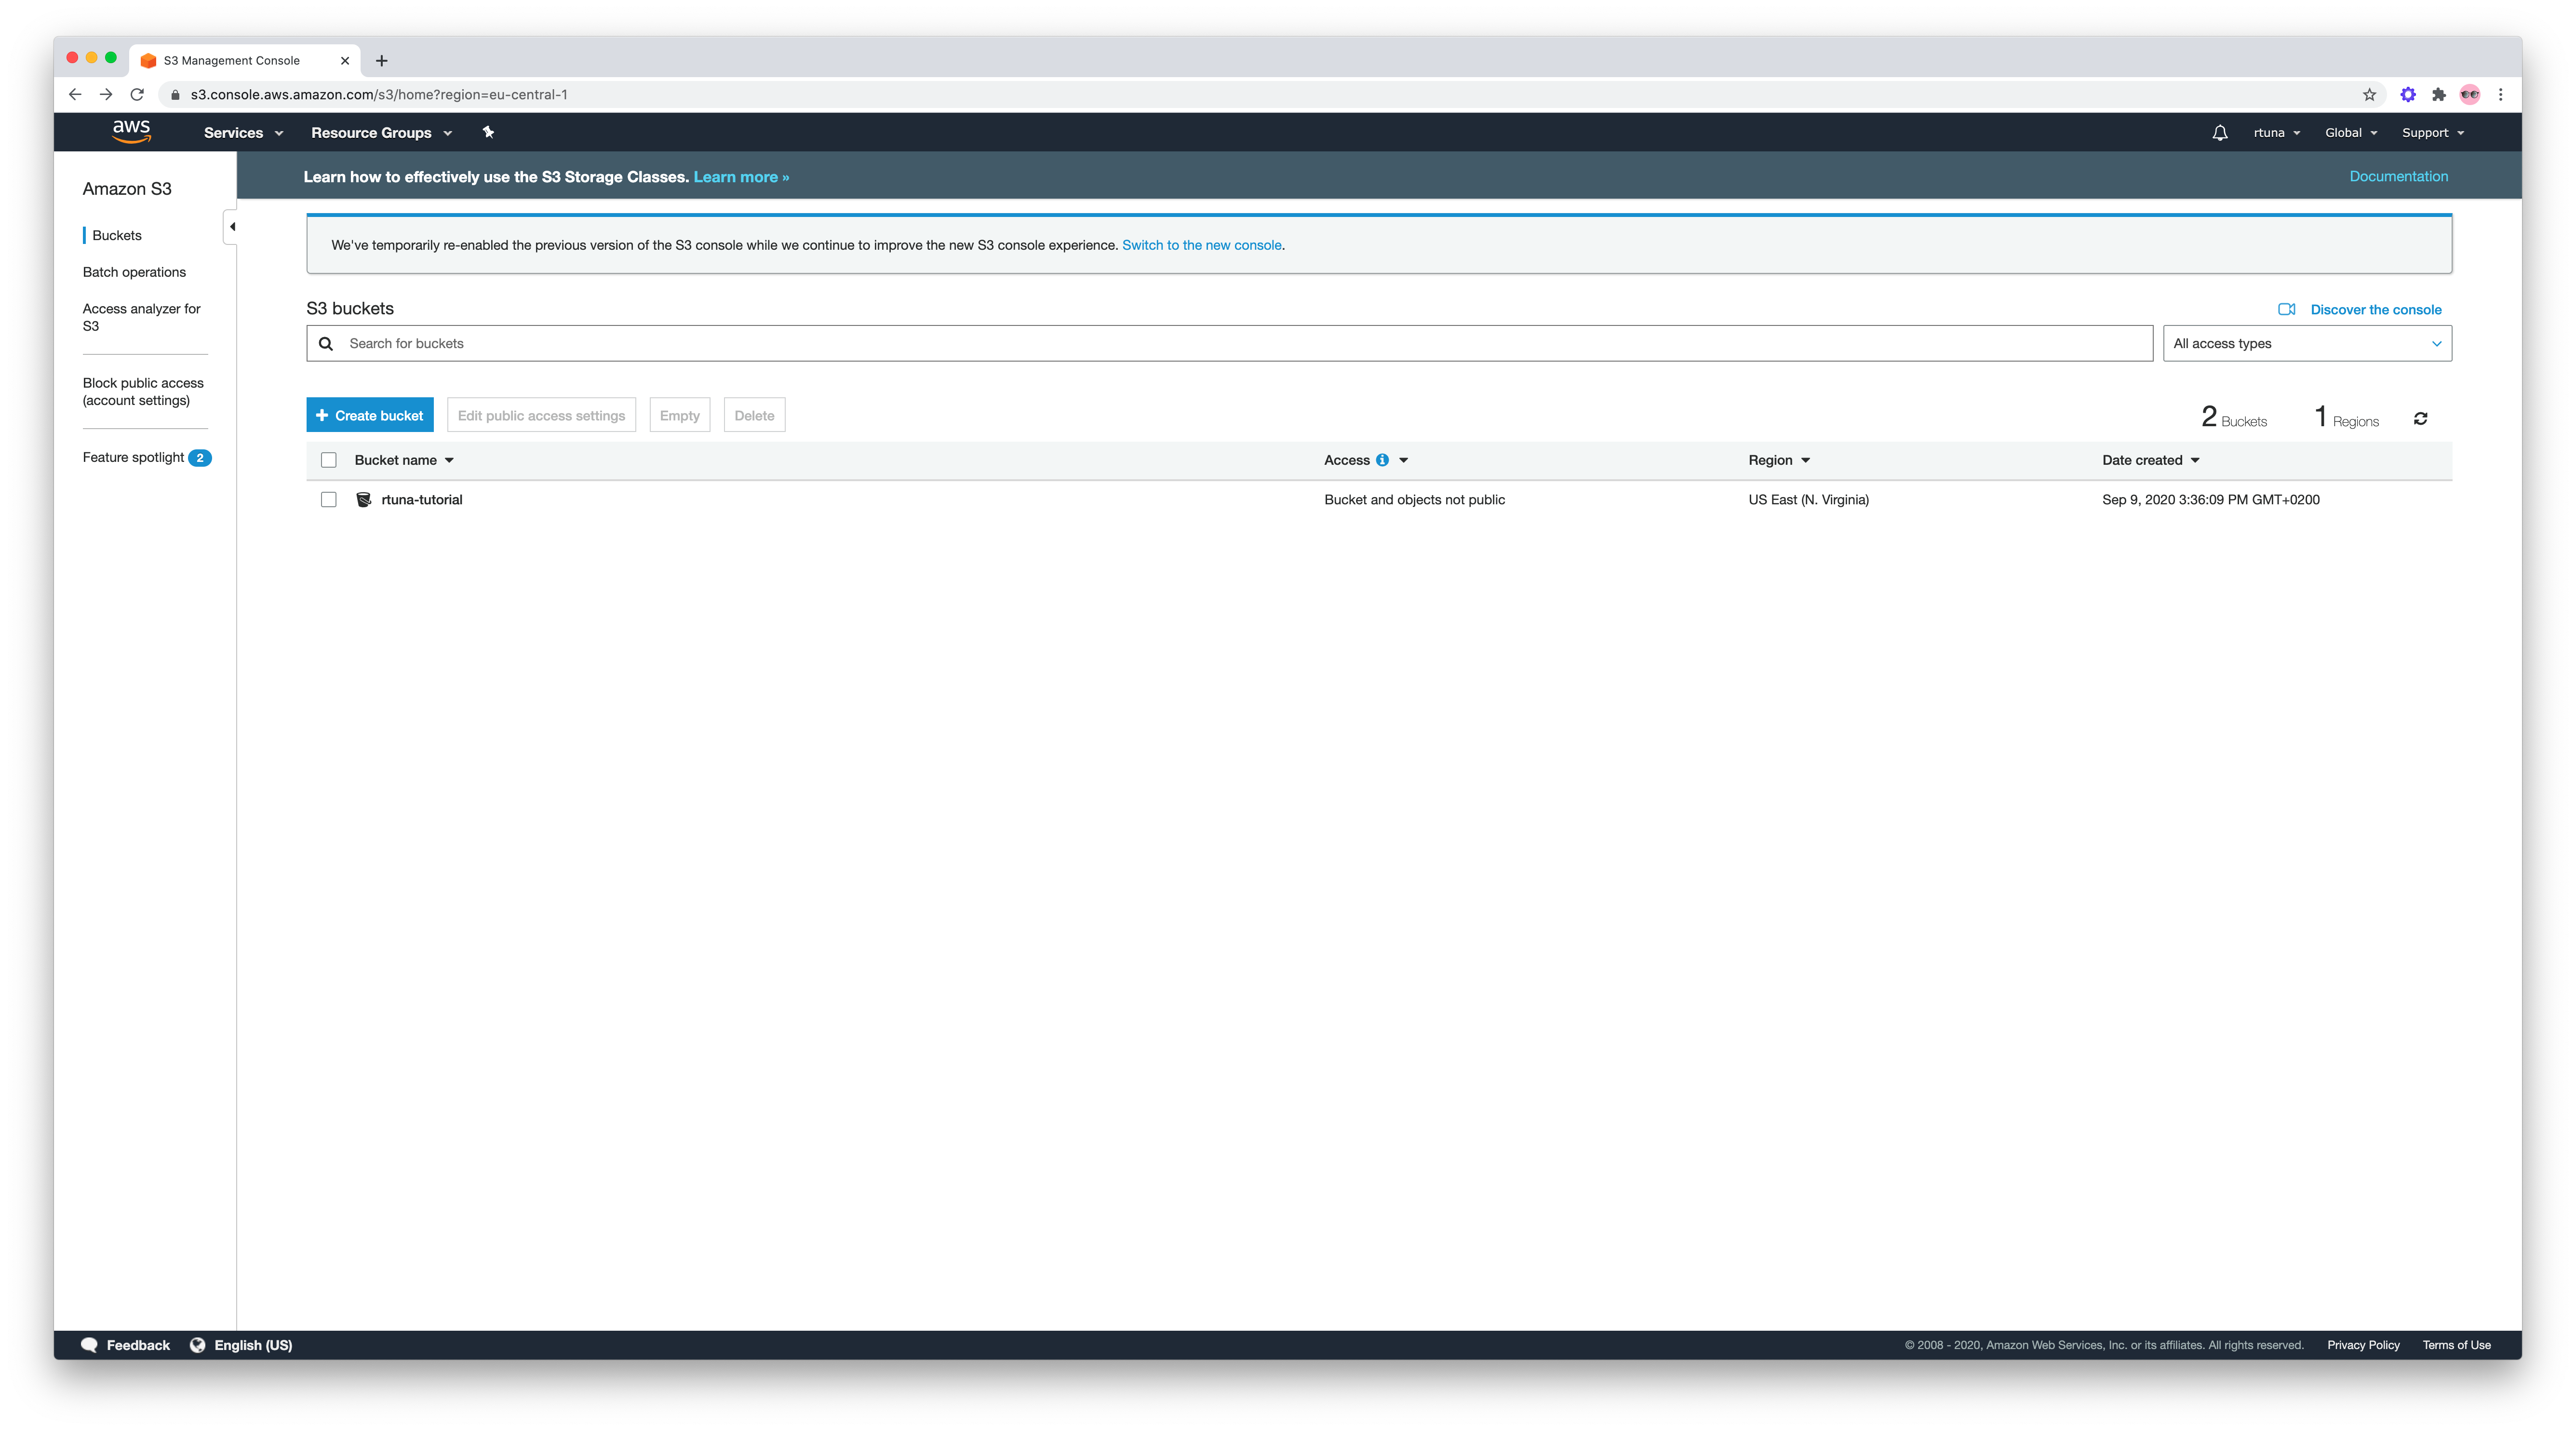 S3 Management Console
s3.console.aws.amazon.com/s3/home?region=eu-central-1
aws Services Resource Groups rtuna Global Support
Amazon S3
Buckets
Batch operations
Access analyzer for
S3
Block public access
(account settings)
Feature spotlight 2
Learn how to effectively use the S3 Storage Classes. Learn more » Documentation
We've temporarily re-enabled the previous version of the S3 console while we continue to improve the new S3 console experience. Switch to the new console.
S3 buckets Discover the console
Search for buckets All access types
+ Create bucket Edit public access settings Empty Delete 2 Buckets 1 Regions
Bucket name Access Region Date created
rtuna-tutorial Bucket and objects not public US East (N. Virginia) Sep 9, 2020 3:36:09 PM GMT+0200
Feedback English (US) © 2008 - 2020, Amazon Web Services, Inc. or its affiliates. All rights reserved. Privacy Policy Terms of Use